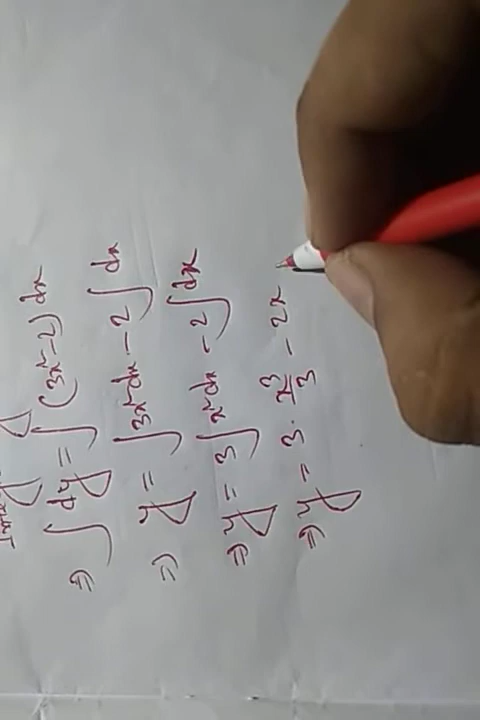 ⇒ ∫dy = ∫(3x²-2)dx
⇒ y = ∫3x²dx - 2∫dx
⇒ y = 3∫x²dx - 2∫dx
⇒ y = 3·x³/3 - 2x